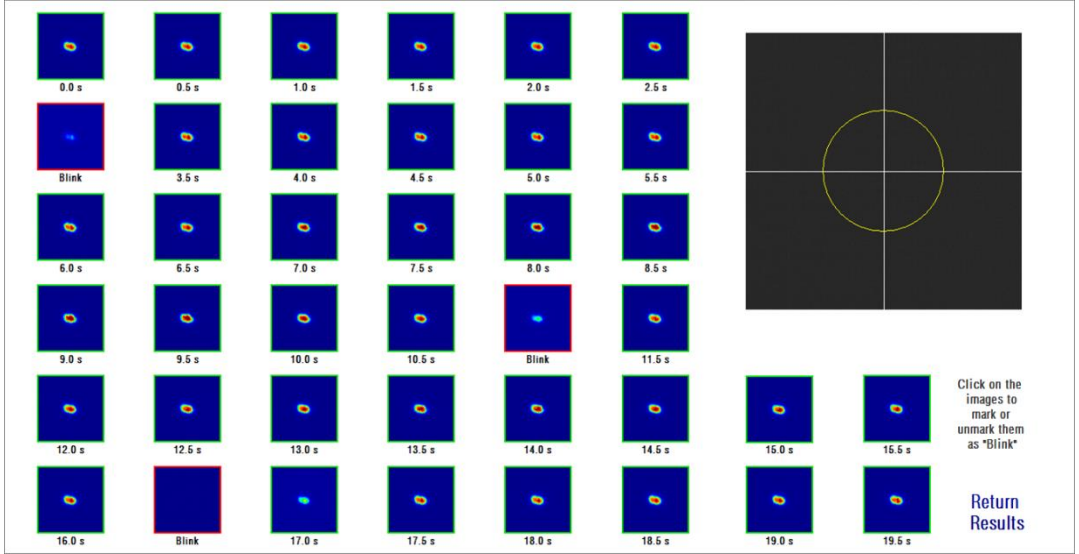 0.0 s 0.5 s 1.0 s 1.5 s 2.0 s 2.5 s
Blink 3.5 s 4.0 s 4.5 s 5.0 s 5.5 s
6.0 s 6.5 s 7.0 s 7.5 s 8.0 s 8.5 s
9.0 s 9.5 s 10.0 s 10.5 s Blink 11.5 s
12.0 s 12.5 s 13.0 s 13.5 s 14.0 s 14.5 s 15.0 s 15.5 s
Click on the
images to
mark or
unmark them
as "Blink"
16.0 s Blink 17.0 s 17.5 s 18.0 s 18.5 s 19.0 s 19.5 s
Return
Results